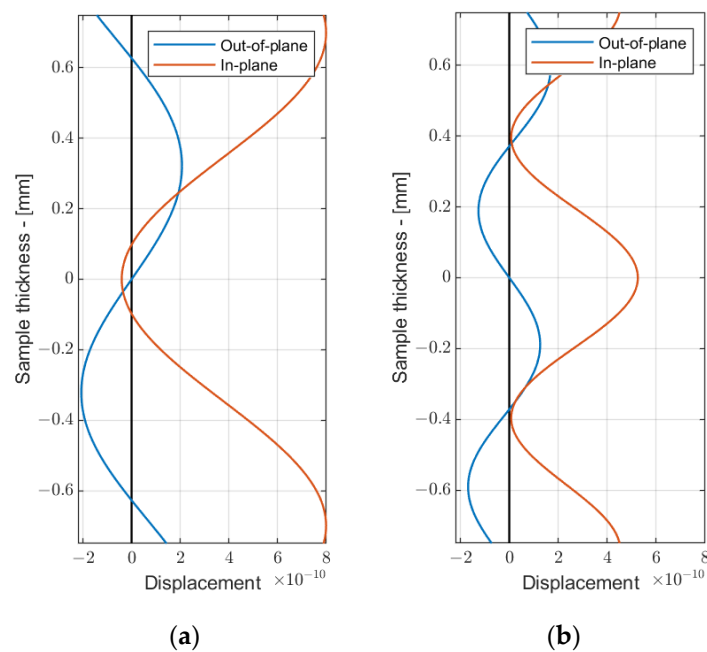 Out-of-plane
In-plane
0.6
0.4
0.2
0
−0.2
−0.4
−0.6
Sample thickness - [mm]
−2
0
2
4
6
8
Displacement
×10⁻¹⁰
(a)
Out-of-plane
In-plane
0.6
0.4
0.2
0
−0.2
−0.4
−0.6
Sample thickness - [mm]
−2
0
2
4
6
8
Displacement
×10⁻¹⁰
(b)